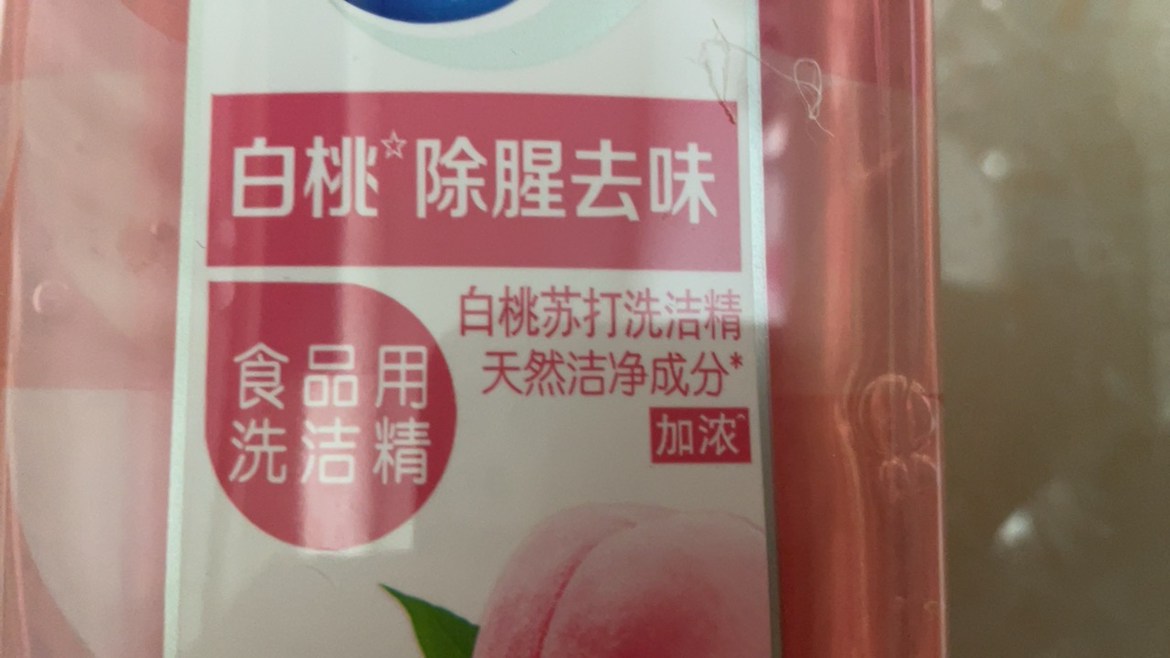 白桃☆除腥去味
食品用
洗洁精
白桃苏打洗洁精
天然洁净成分*
加浓^